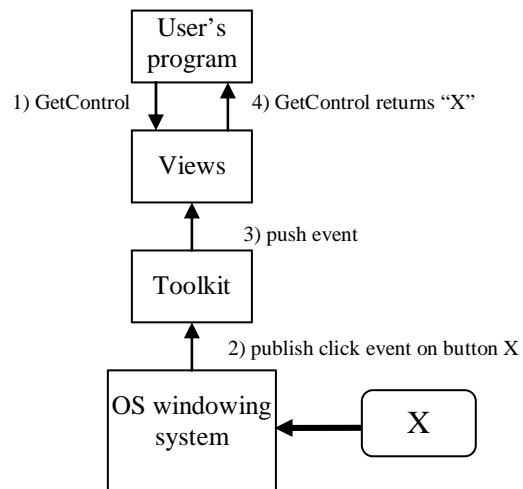 User’s
program
1) GetControl
4) GetControl returns “X”
Views
3) push event
Toolkit
2) publish click event on button X
OS windowing
system
X